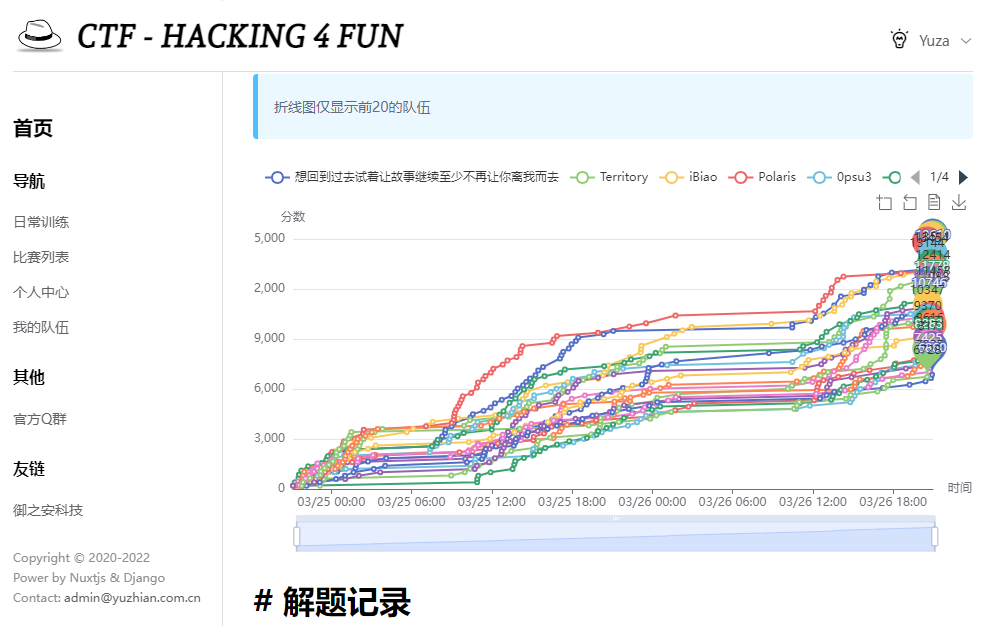 CTF - HACKING 4 FUN
Yuza
首页
导航
日常训练
比赛列表
个人中心
我的队伍
其他
官方Q群
友链
御之安科技
Copyright © 2020-2022
Power by Nuxtjs & Django
Contact: admin@yuzhian.com.cn
折线图仅显示前20的队伍
想回到过去试着让故事继续至少不再让你离我而去 Territory iBiao Polaris 0psu3 1/4
分数
5,000
2,000
9,000
6,000
3,000
0
12414
10745
10347
9370
7425
03/25 00:00 03/25 06:00 03/25 12:00 03/25 18:00 03/26 00:00 03/26 06:00 03/26 12:00 03/26 18:00
时间
# 解题记录